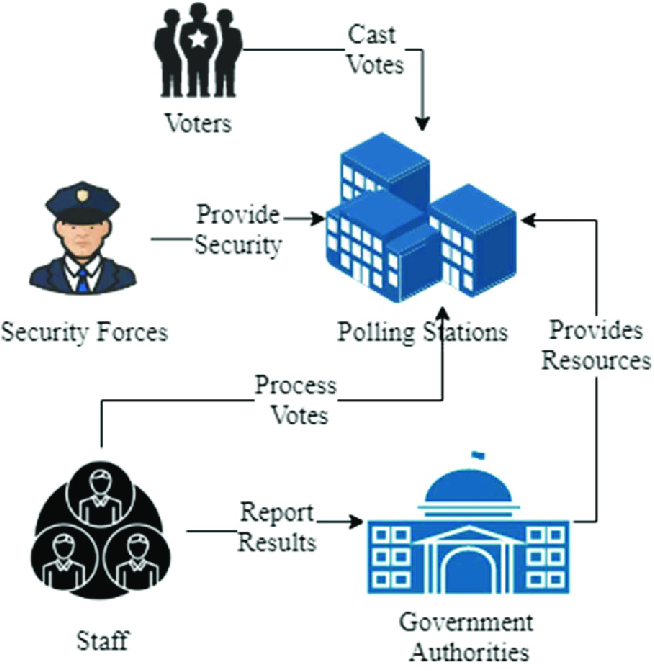 Cast
Votes
Voters
Provide
Security
Security Forces
Polling Stations
Provides
Resources
Process
Votes
Report
Results
Staff
Government
Authorities